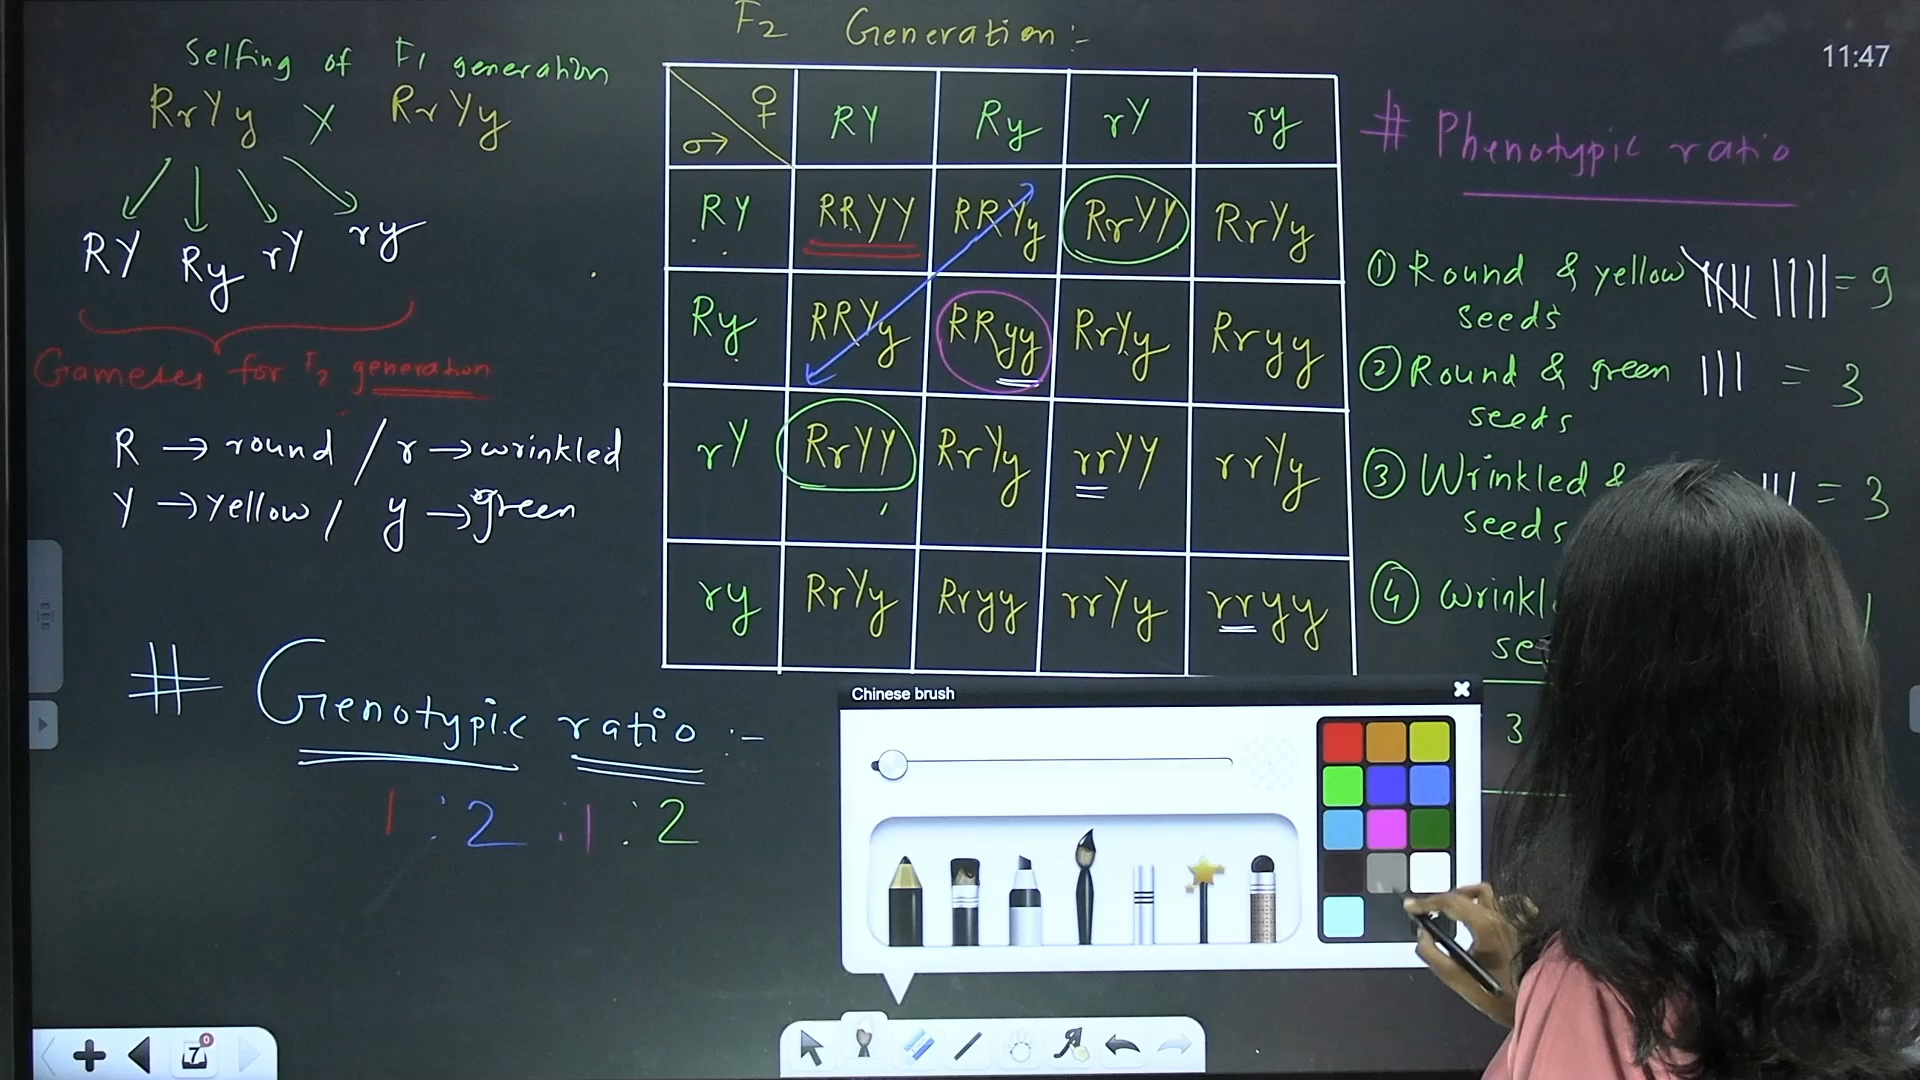 F2 Generation:-
11:47
Selfing of F1 generation
RrYy X RrYy
RY Ry rY ry
Gametes for F2 generation
R → round / r → wrinkled
Y → yellow / y → green
♀ RY Ry rY ry
♂
RY RRYY RRYy RrYY RrYy
Ry RRYy RRyy RrYy Rryy
rY RrYY RrYy rrYY rrYy
ry RrYy Rryy rrYy rryy
# Phenotypic ratio
① Round & yellow = 9
seeds
② Round & green = 3
seeds
③ Wrinkled & = 3
seeds
④ Wrinkl 1
se
3
# Genotypic ratio :-
1 : 2 : 1 : 2
Chinese brush
7
0